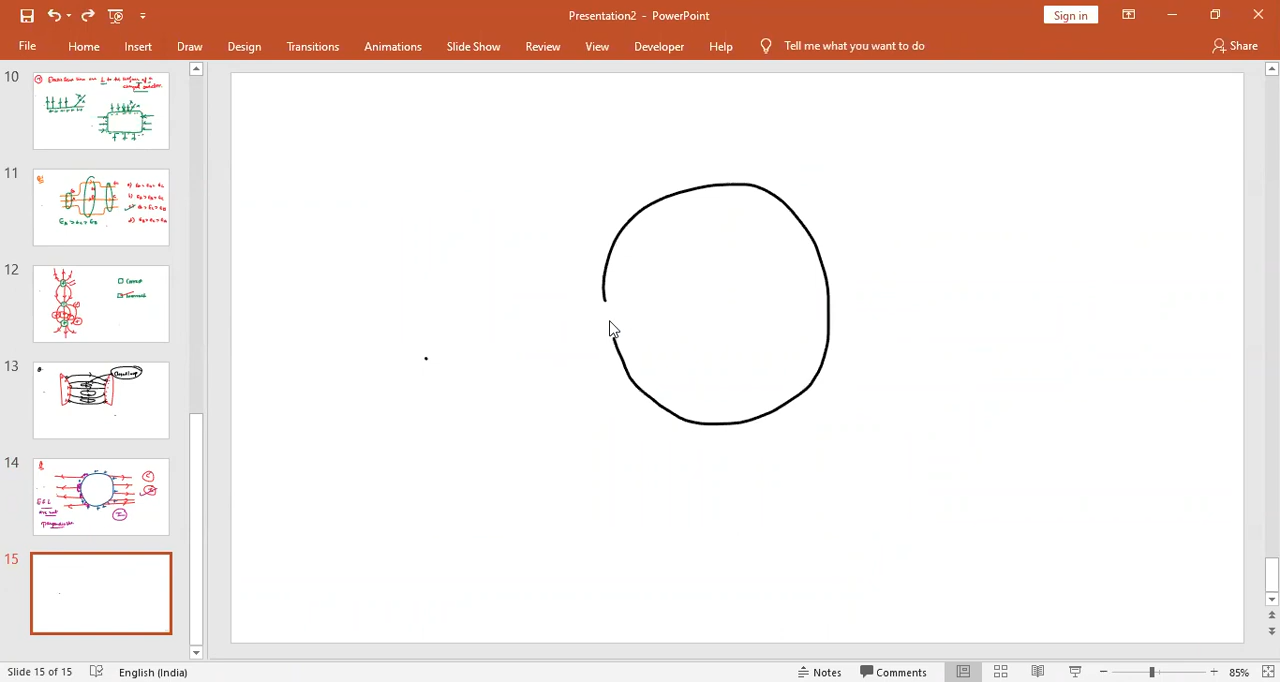 Presentation2 - PowerPoint
Sign in
File Home Insert Draw Design Transitions Animations Slide Show Review View Developer Help Tell me what you want to do Share
10
11
12
13
14
15
Slide 15 of 15 English (India) Notes Comments 85%